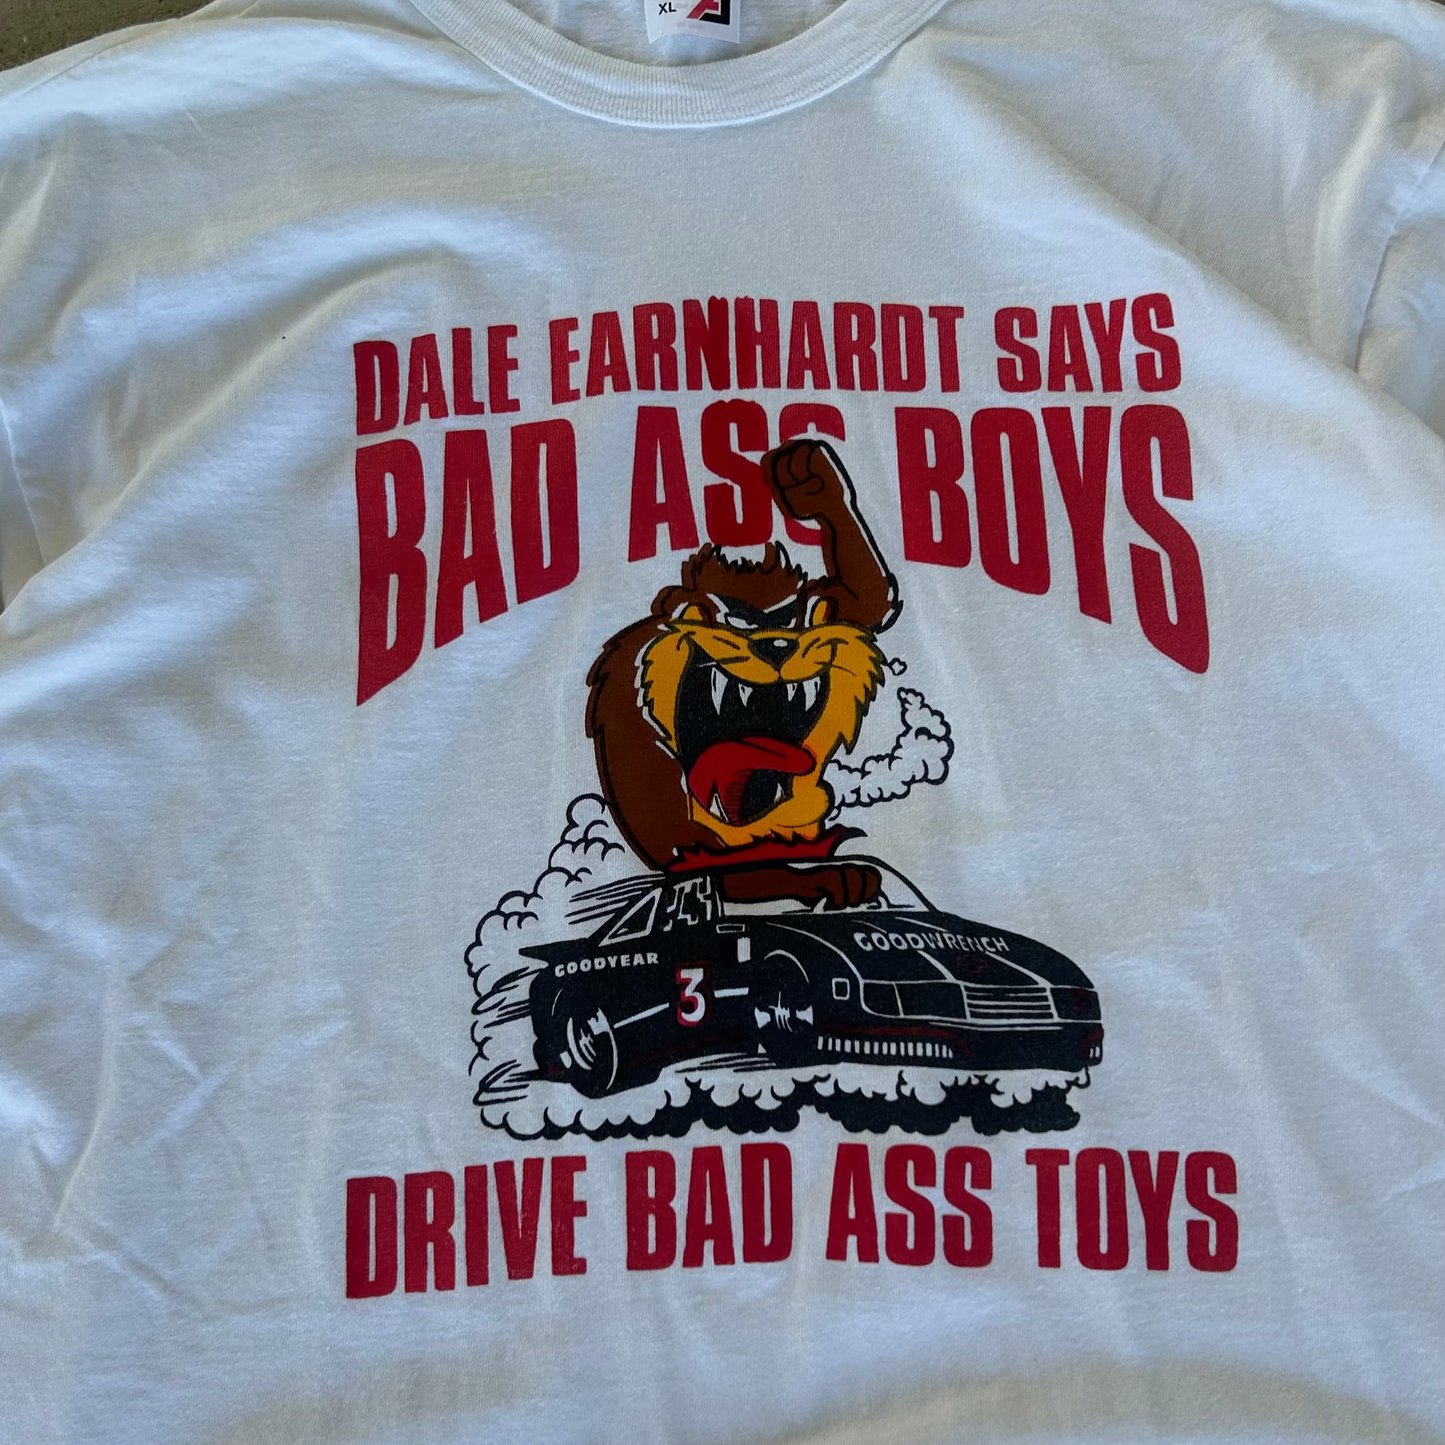 XL
DALE EARNHARDT SAYS
BAD ASS BOYS
GOODWRENCH
GOODYEAR
3
DRIVE BAD ASS TOYS